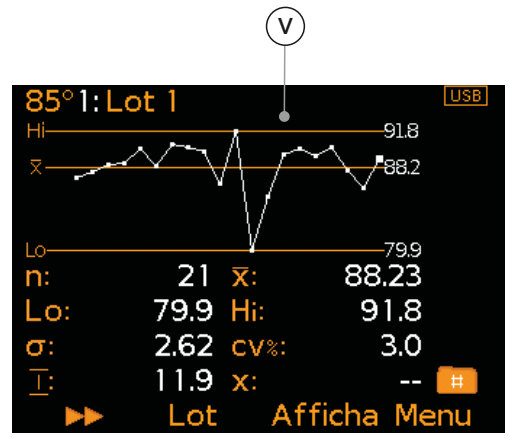 V
85°1:Lot 1 USB
Hi 91.8
x̅ 88.2
Lo 79.9
n: 21 x̅: 88.23
Lo: 79.9 Hi: 91.8
σ: 2.62 cv%: 3.0
⌶: 11.9 x: -- #
Lot Afficha Menu